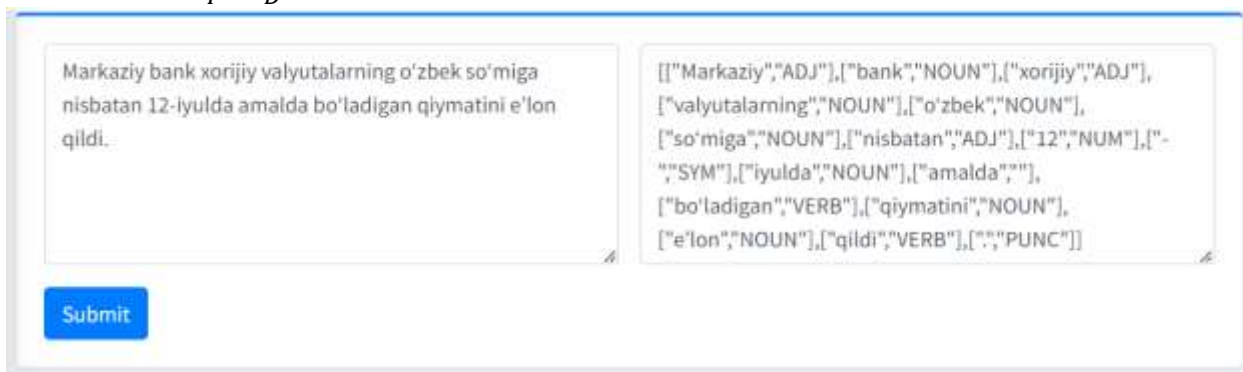 Markaziy bank xorijiy valyutalarning o'zbek so'miga
nisbatan 12-iyulda amalda bo'ladigan qiymatini e'lon
qildi.
[["Markaziy","ADJ"],["bank","NOUN"],["xorijiy","ADJ"],
["valyutalarning","NOUN"],["o'zbek","NOUN"],
["so'miga","NOUN"],["nisbatan","ADJ"],["12","NUM"],["-
","SYM"],["iyulda","NOUN"],["amalda",""],
["bo'ladigan","VERB"],["qiymatini","NOUN"],
["e'lon","NOUN"],["qildi","VERB"],[".","PUNC"]]
Submit